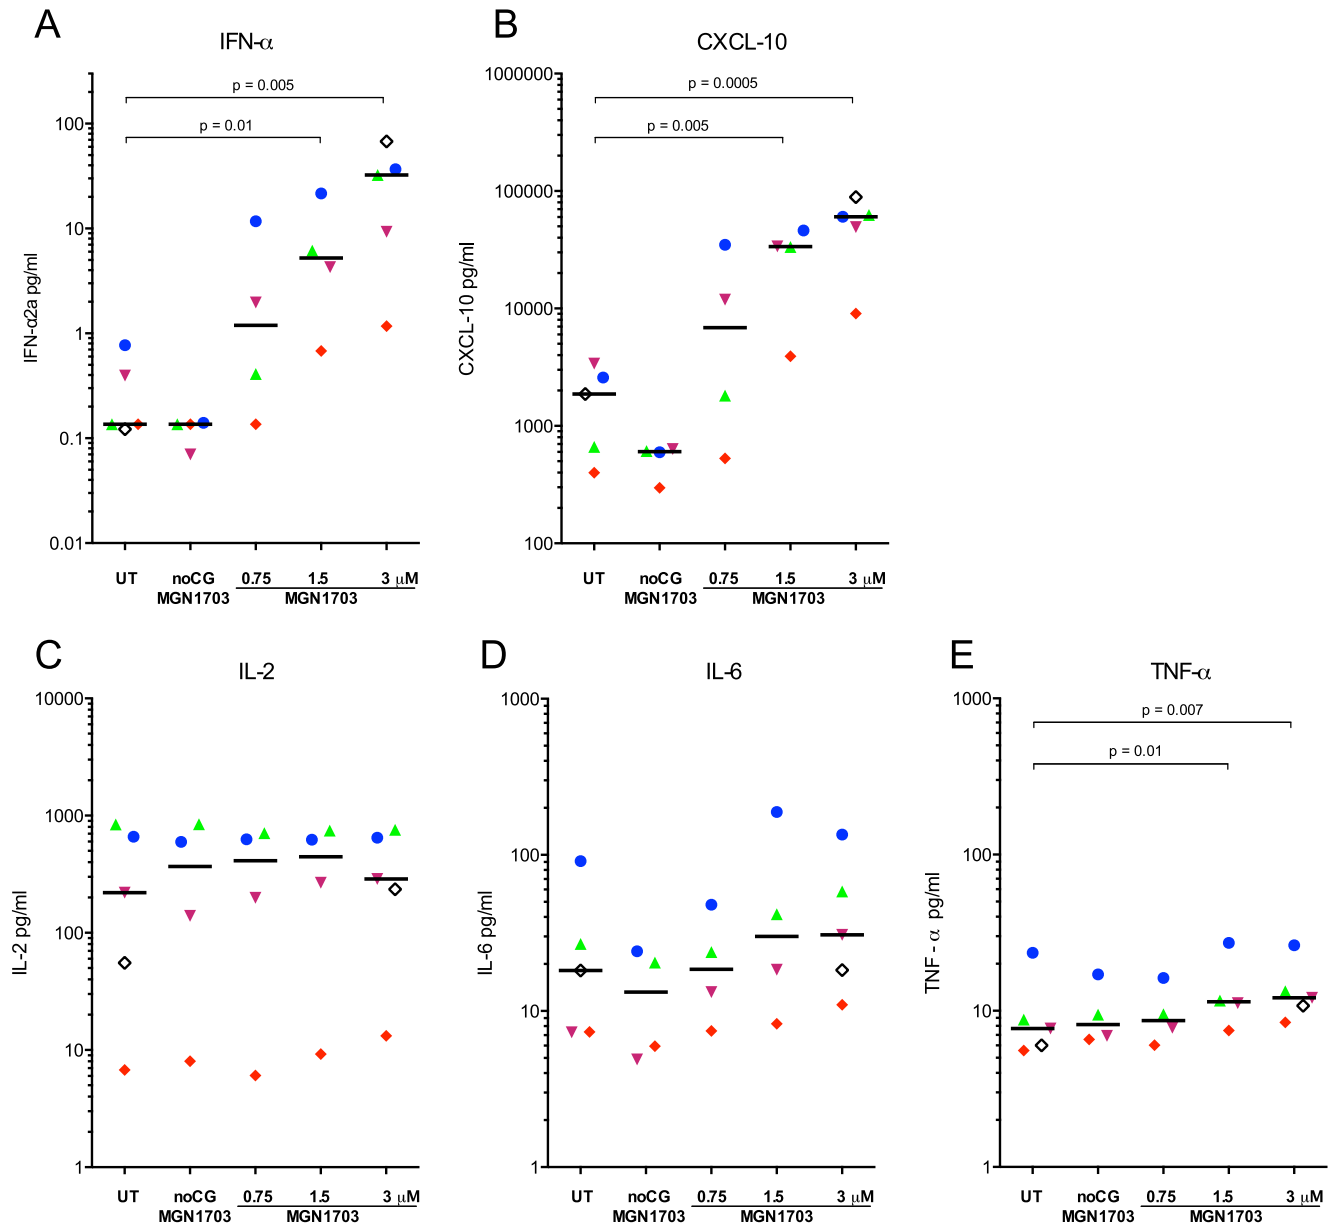 A
IFN-α
p = 0.005
p = 0.01
IFN-α2a pg/ml
100
10
1
0.1
0.01
UT noCG 0.75 1.5 3 μM
MGN1703 MGN1703
B
CXCL-10
p = 0.0005
p = 0.005
CXCL-10 pg/ml
1000000
100000
10000
1000
100
UT noCG 0.75 1.5 3 μM
MGN1703 MGN1703
C
IL-2
IL-2 pg/ml
10000
1000
100
10
1
UT noCG 0.75 1.5 3 μM
MGN1703 MGN1703
D
IL-6
IL-6 pg/ml
1000
100
10
1
UT noCG 0.75 1.5 3 μM
MGN1703 MGN1703
E
TNF-α
p = 0.007
p = 0.01
TNF - α pg/ml
1000
100
10
1
UT noCG 0.75 1.5 3 μM
MGN1703 MGN1703